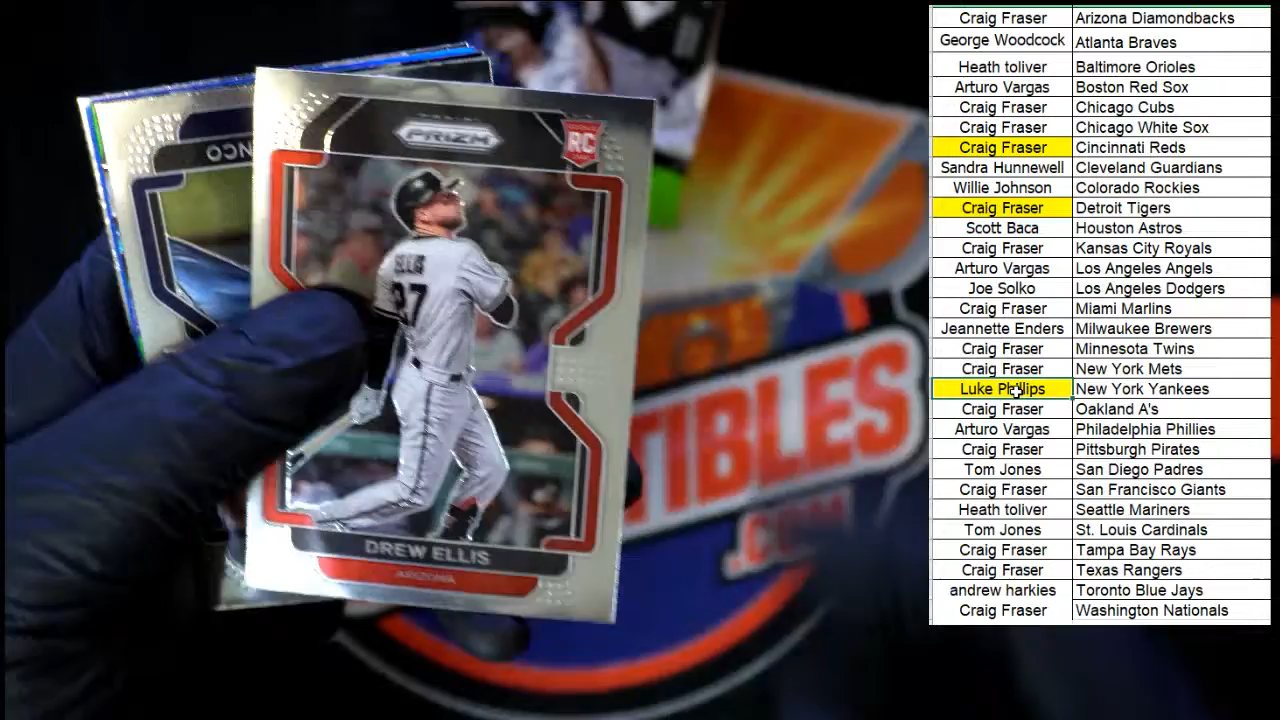 PRIZM
RC
ELLIS
27
DREW ELLIS
ARIZONA
NCO
TIBLES
.COM
Craig Fraser Arizona Diamondbacks
George Woodcock Atlanta Braves
Heath toliver Baltimore Orioles
Arturo Vargas Boston Red Sox
Craig Fraser Chicago Cubs
Craig Fraser Chicago White Sox
Craig Fraser Cincinnati Reds
Sandra Hunnewell Cleveland Guardians
Willie Johnson Colorado Rockies
Craig Fraser Detroit Tigers
Scott Baca Houston Astros
Craig Fraser Kansas City Royals
Arturo Vargas Los Angeles Angels
Joe Solko Los Angeles Dodgers
Craig Fraser Miami Marlins
Jeannette Enders Milwaukee Brewers
Craig Fraser Minnesota Twins
Craig Fraser New York Mets
Luke Phillips New York Yankees
Craig Fraser Oakland A's
Arturo Vargas Philadelphia Phillies
Craig Fraser Pittsburgh Pirates
Tom Jones San Diego Padres
Craig Fraser San Francisco Giants
Heath toliver Seattle Mariners
Tom Jones St. Louis Cardinals
Craig Fraser Tampa Bay Rays
Craig Fraser Texas Rangers
andrew harkies Toronto Blue Jays
Craig Fraser Washington Nationals